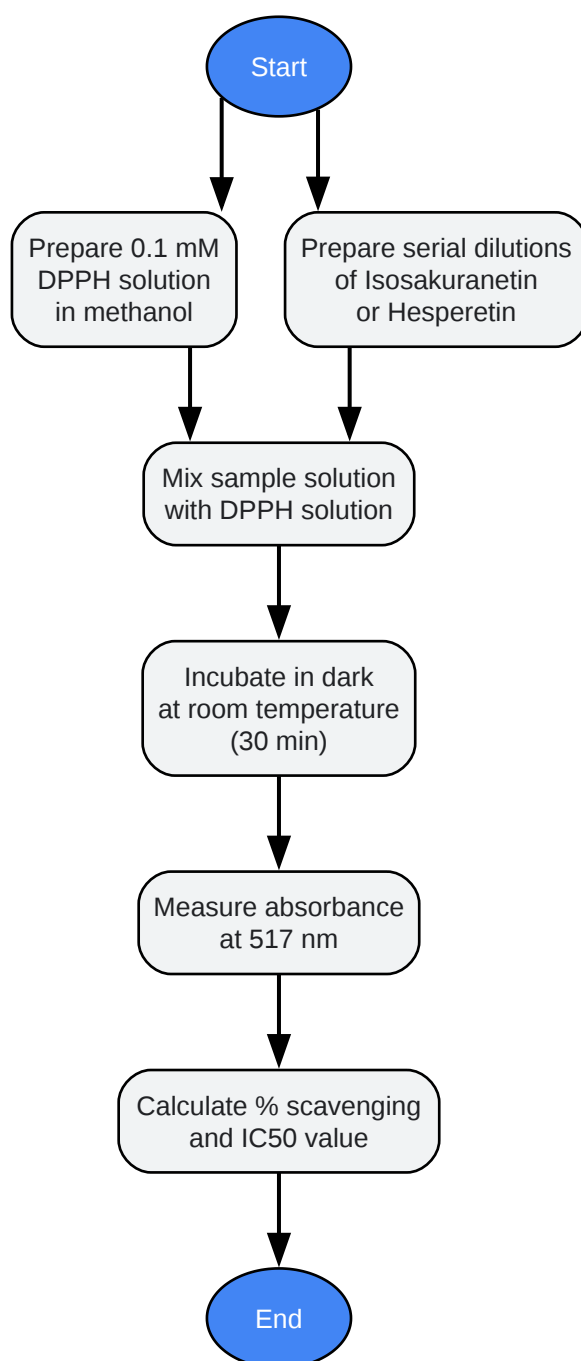 Start
Prepare 0.1 mM
DPPH solution
in methanol
Prepare serial dilutions
of Isosakuranetin
or Hesperetin
Mix sample solution
with DPPH solution
Incubate in dark
at room temperature
(30 min)
Measure absorbance
at 517 nm
Calculate % scavenging
and IC50 value
End